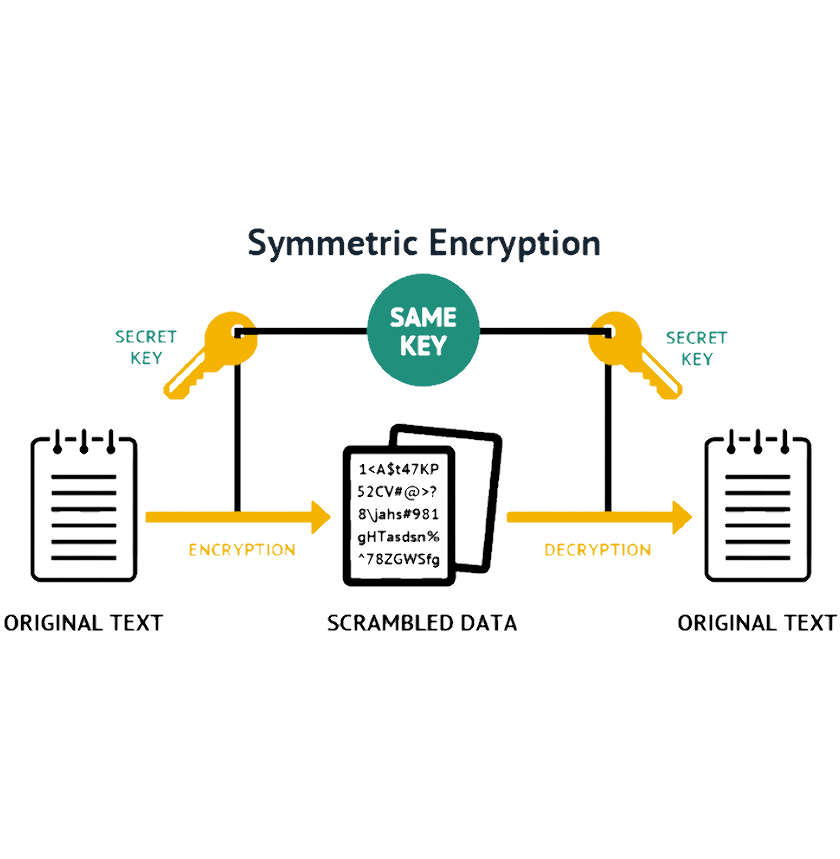 Symmetric Encryption
SAME
KEY
SECRET
KEY
SECRET
KEY
1<A$t47KP
52CV#@>?
8\jahs#981
gHTasdsn%
^78ZGWSfg
ENCRYPTION
DECRYPTION
ORIGINAL TEXT
SCRAMBLED DATA
ORIGINAL TEXT